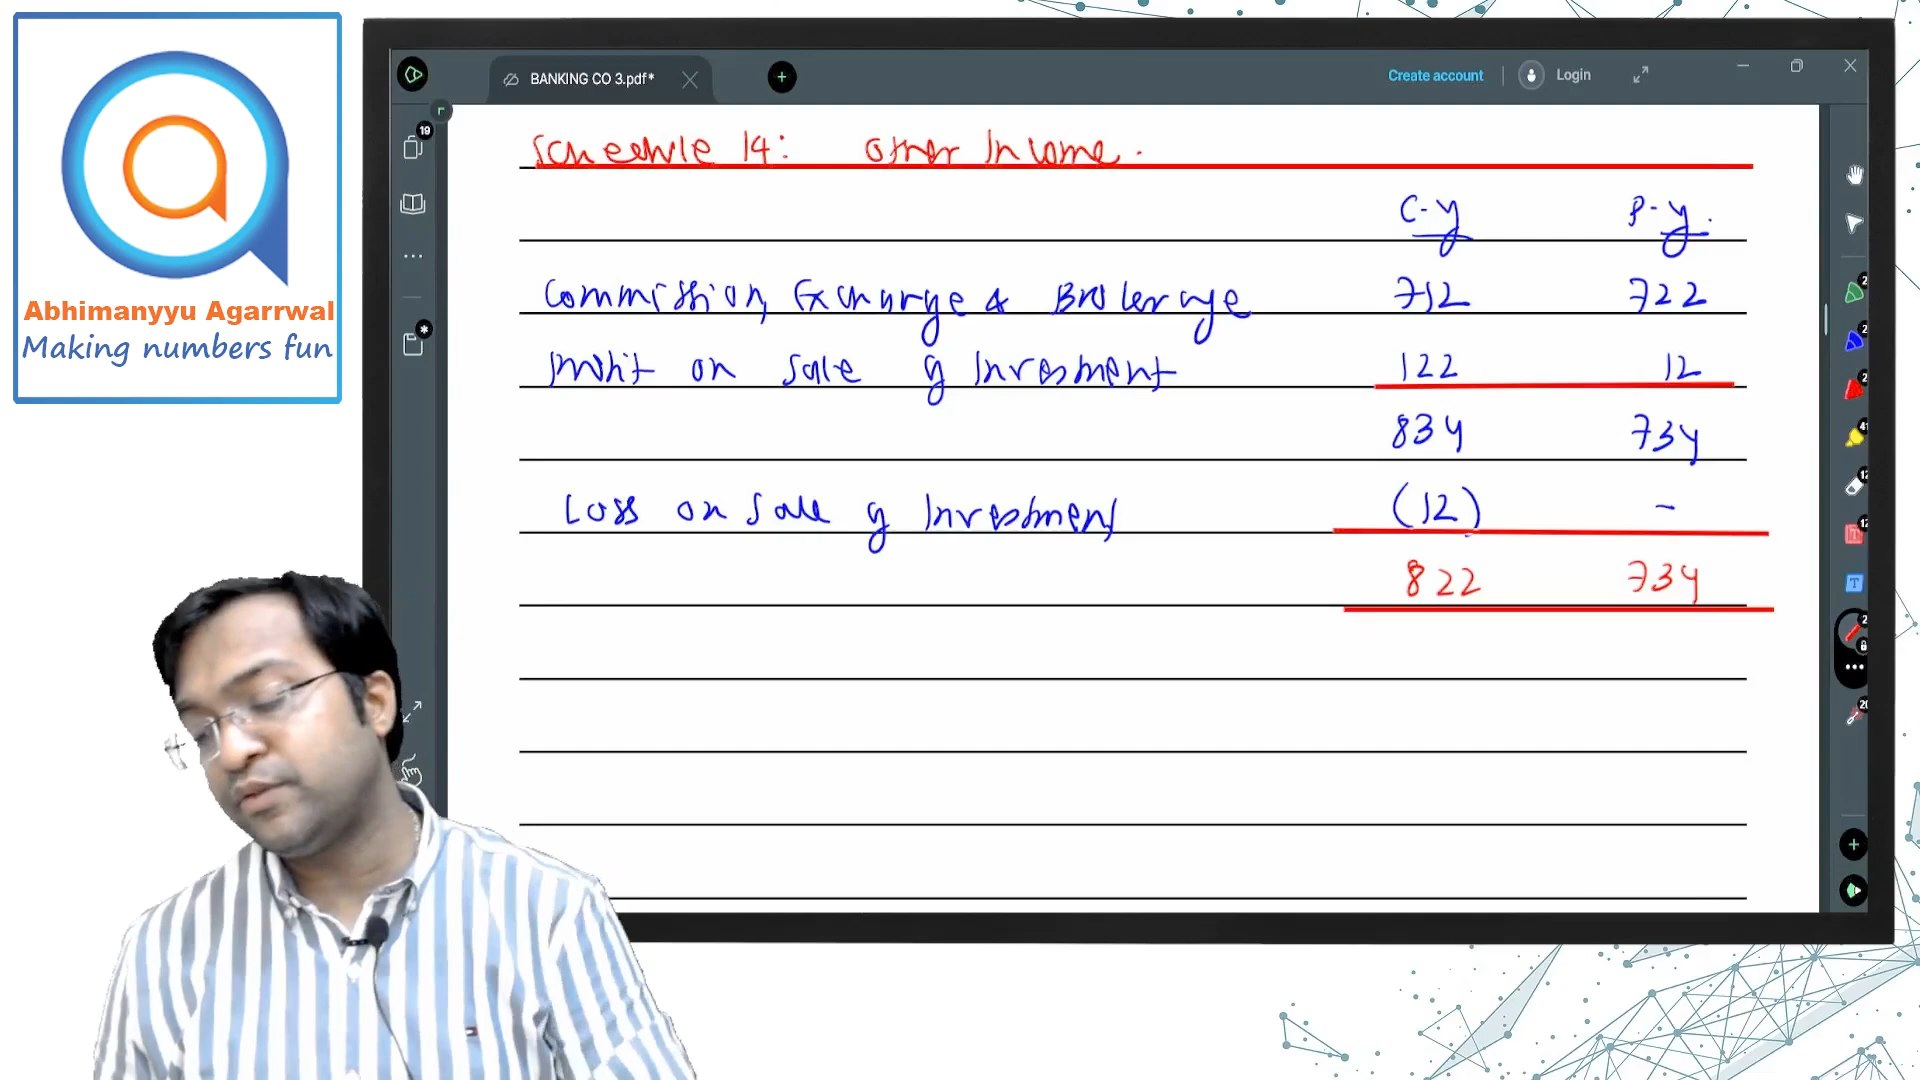 Abhimanyyu Agarrwal
Making numbers fun
BANKING CO 3.pdf*
Create account
Login
19
Schedule 14: Other Income.
C.Y P.Y.
Commission, Exchange & Brokerage 712 722
Profit on Sale of Investment 122 12
834 734
Loss on Sale of Investment (12) -
822 734